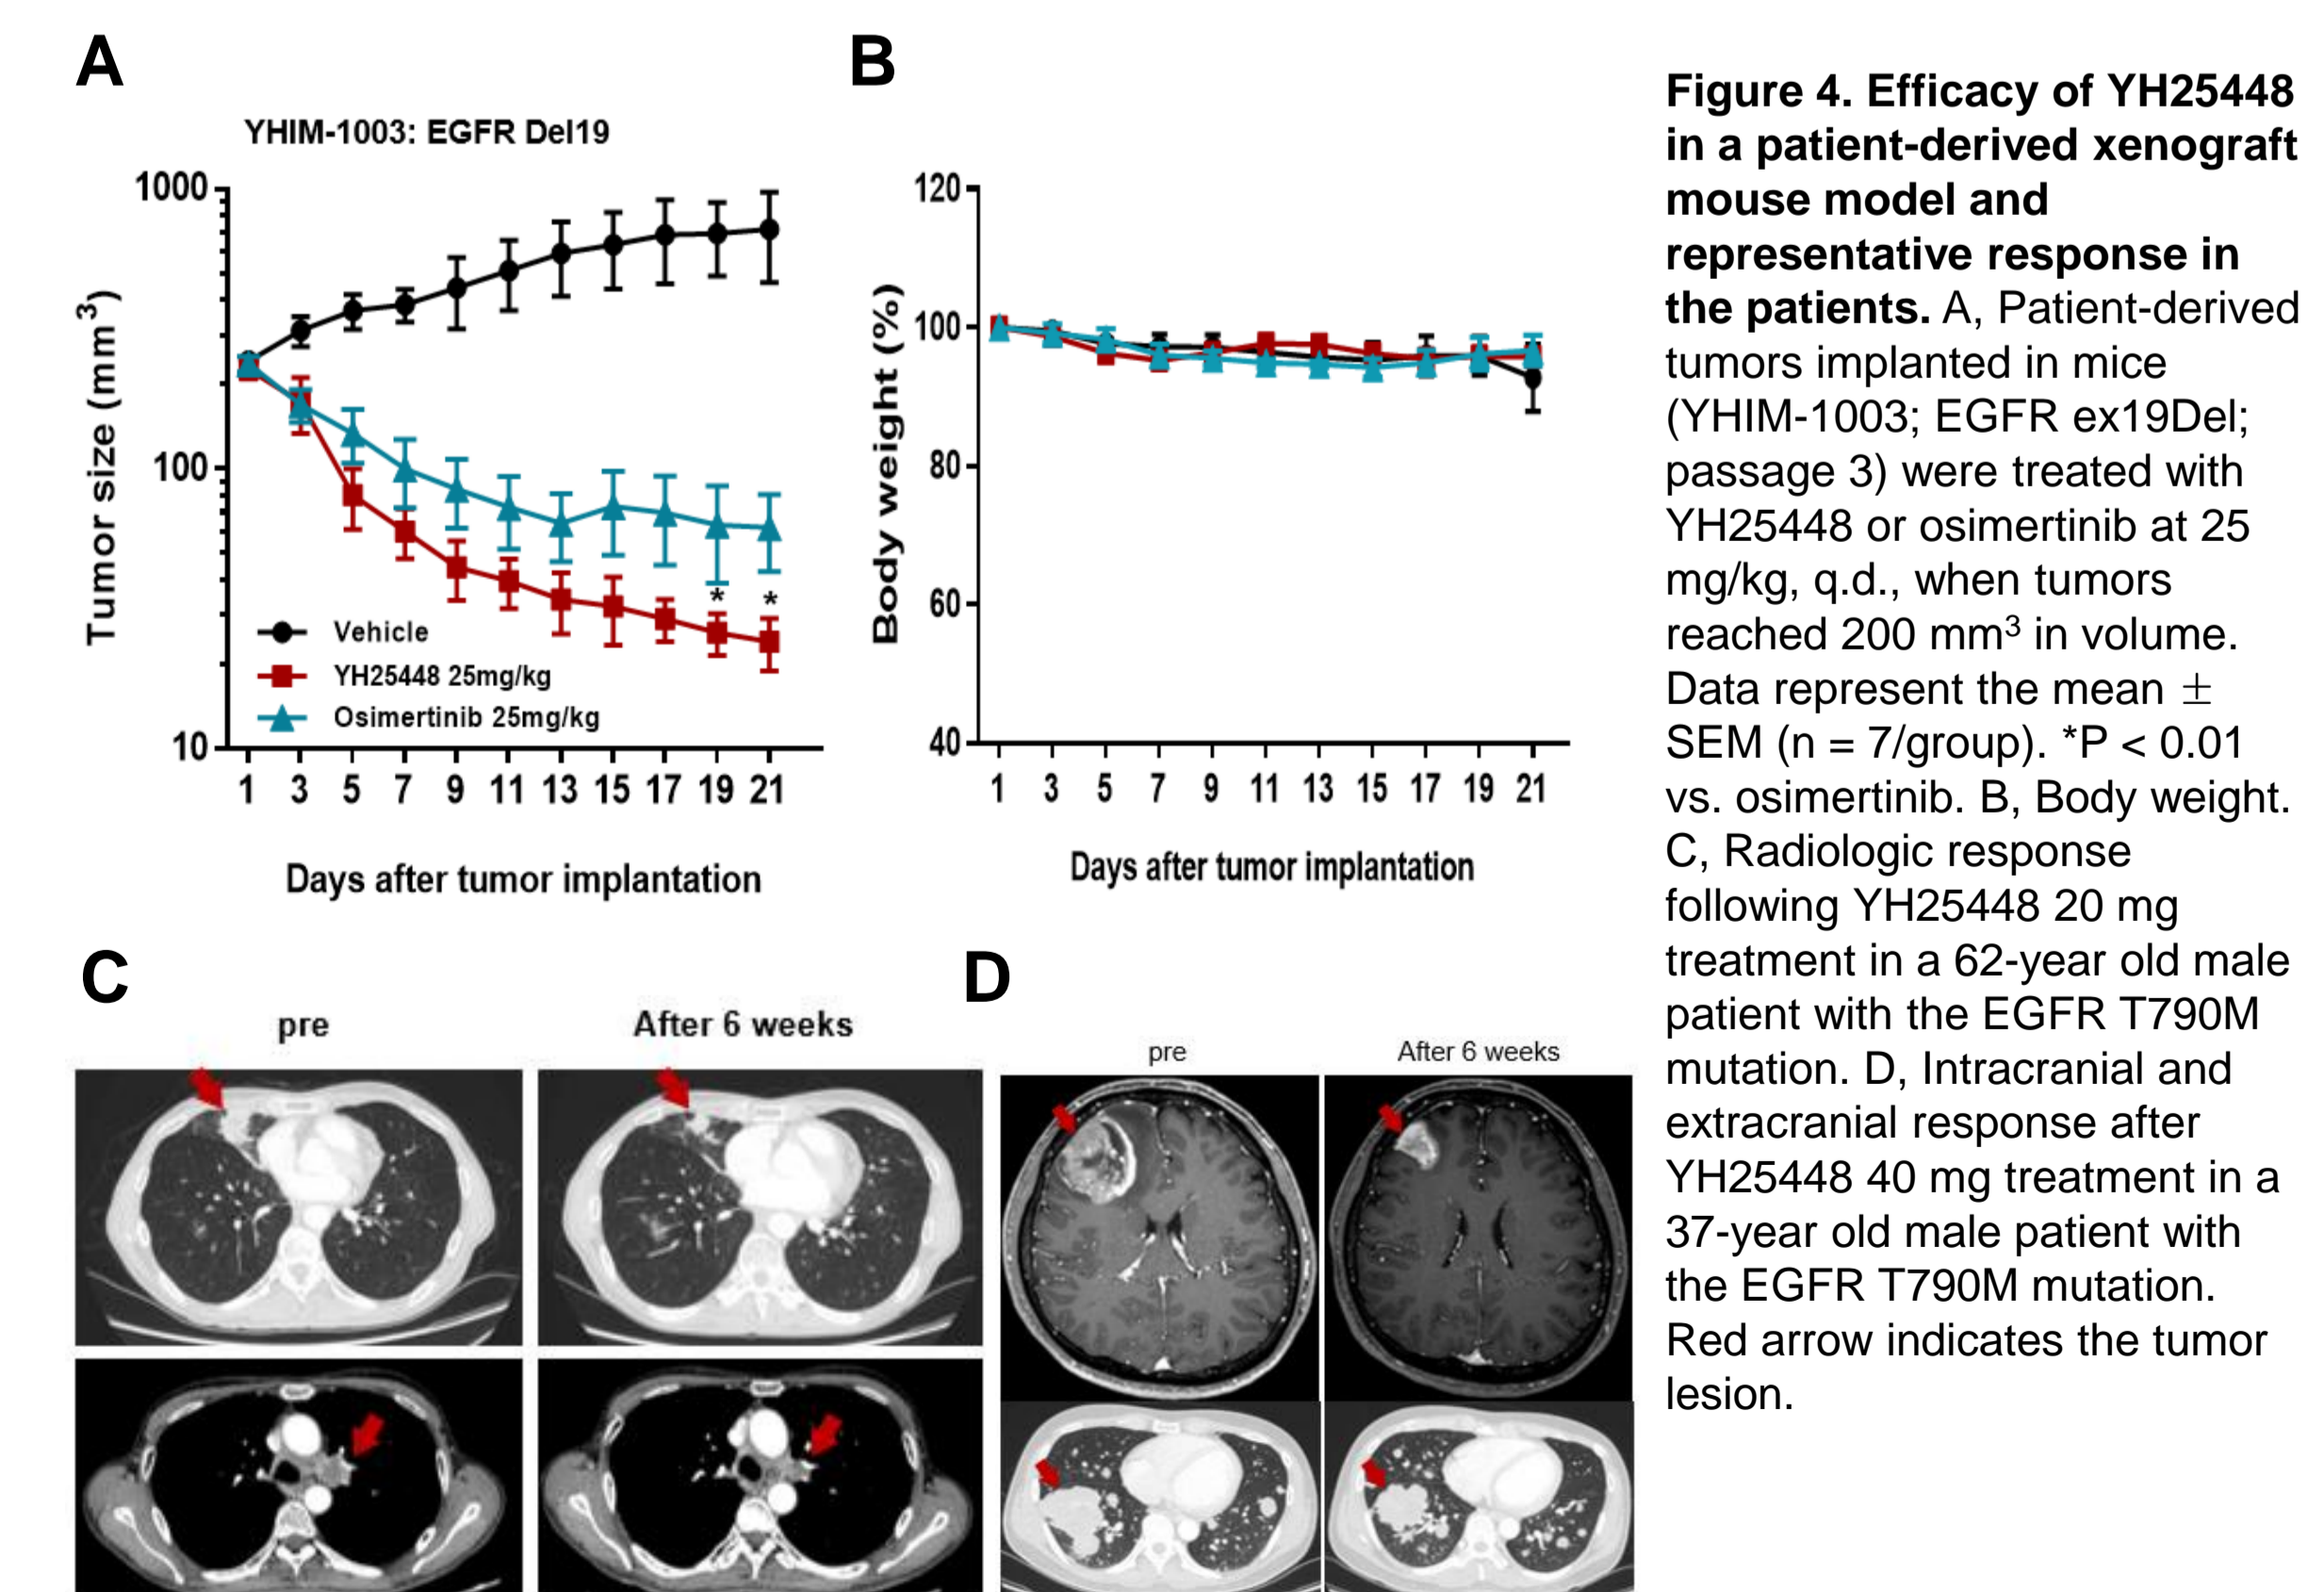 A
YHIM-1003: EGFR Del19
1000
100
10
Tumor size (mm³)
Vehicle
YH25448 25mg/kg
Osimertinib 25mg/kg
* *
1 3 5 7 9 11 13 15 17 19 21
Days after tumor implantation
B
120
100
80
60
40
Body weight (%)
1 3 5 7 9 11 13 15 17 19 21
Days after tumor implantation
C
pre After 6 weeks
D
pre After 6 weeks
Figure 4. Efficacy of YH25448
in a patient-derived xenograft
mouse model and
representative response in
the patients. A, Patient-derived
tumors implanted in mice
(YHIM-1003; EGFR ex19Del;
passage 3) were treated with
YH25448 or osimertinib at 25
mg/kg, q.d., when tumors
reached 200 mm³ in volume.
Data represent the mean ±
SEM (n = 7/group). *P < 0.01
vs. osimertinib. B, Body weight.
C, Radiologic response
following YH25448 20 mg
treatment in a 62-year old male
patient with the EGFR T790M
mutation. D, Intracranial and
extracranial response after
YH25448 40 mg treatment in a
37-year old male patient with
the EGFR T790M mutation.
Red arrow indicates the tumor
lesion.